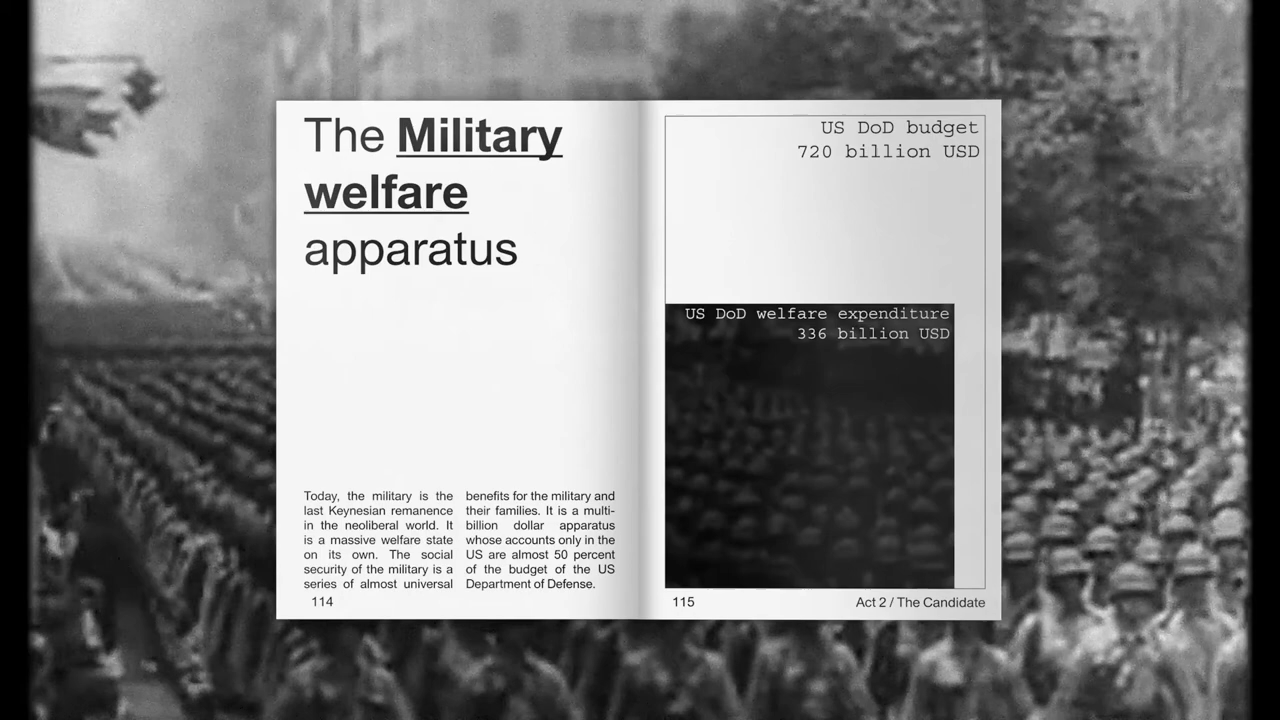 The Military
welfare
apparatus
Today, the military is the
last Keynesian remanence
in the neoliberal world. It
is a massive welfare state
on its own. The social
security of the military is a
series of almost universal
benefits for the military and
their families. It is a multi-
billion dollar apparatus
whose accounts only in the
US are almost 50 percent
of the budget of the US
Department of Defense.
114
US DoD budget
720 billion USD
US DoD welfare expenditure
336 billion USD
115
Act 2 / The Candidate